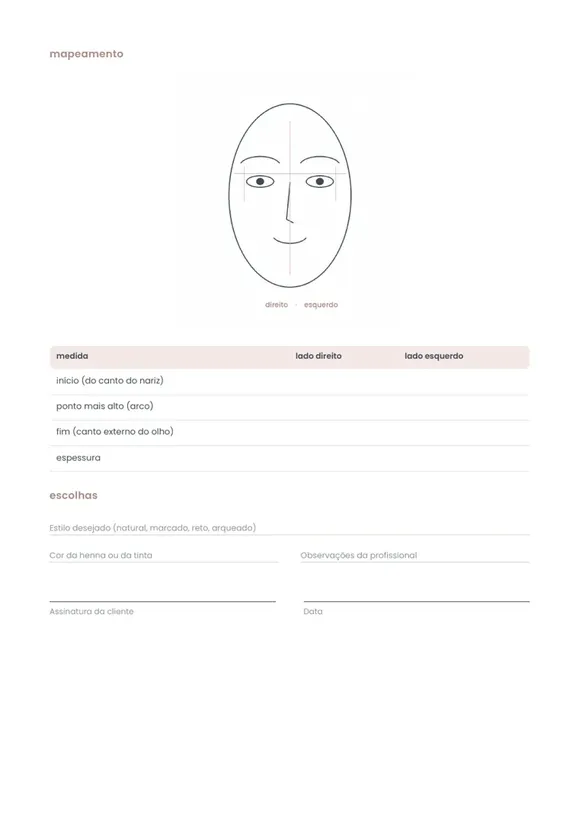 mapeamento
direito · esquerdo
medida lado direito lado esquerdo
início (do canto do nariz)
ponto mais alto (arco)
fim (canto externo do olho)
espessura
escolhas
Estilo desejado (natural, marcado, reto, arqueado)
Cor da henna ou da tinta Observações da profissional
Assinatura da cliente Data